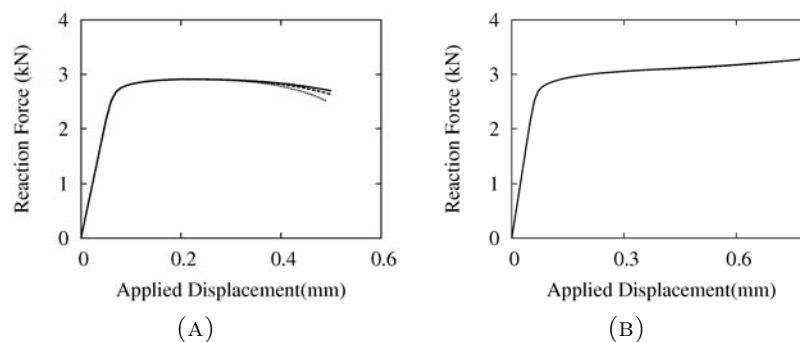 4
3
2
1
0
Reaction Force (kN)
0
0.2
0.4
0.6
Applied Displacement(mm)
(A)
4
3
2
1
0
Reaction Force (kN)
0
0.3
0.6
Applied Displacement(mm)
(B)